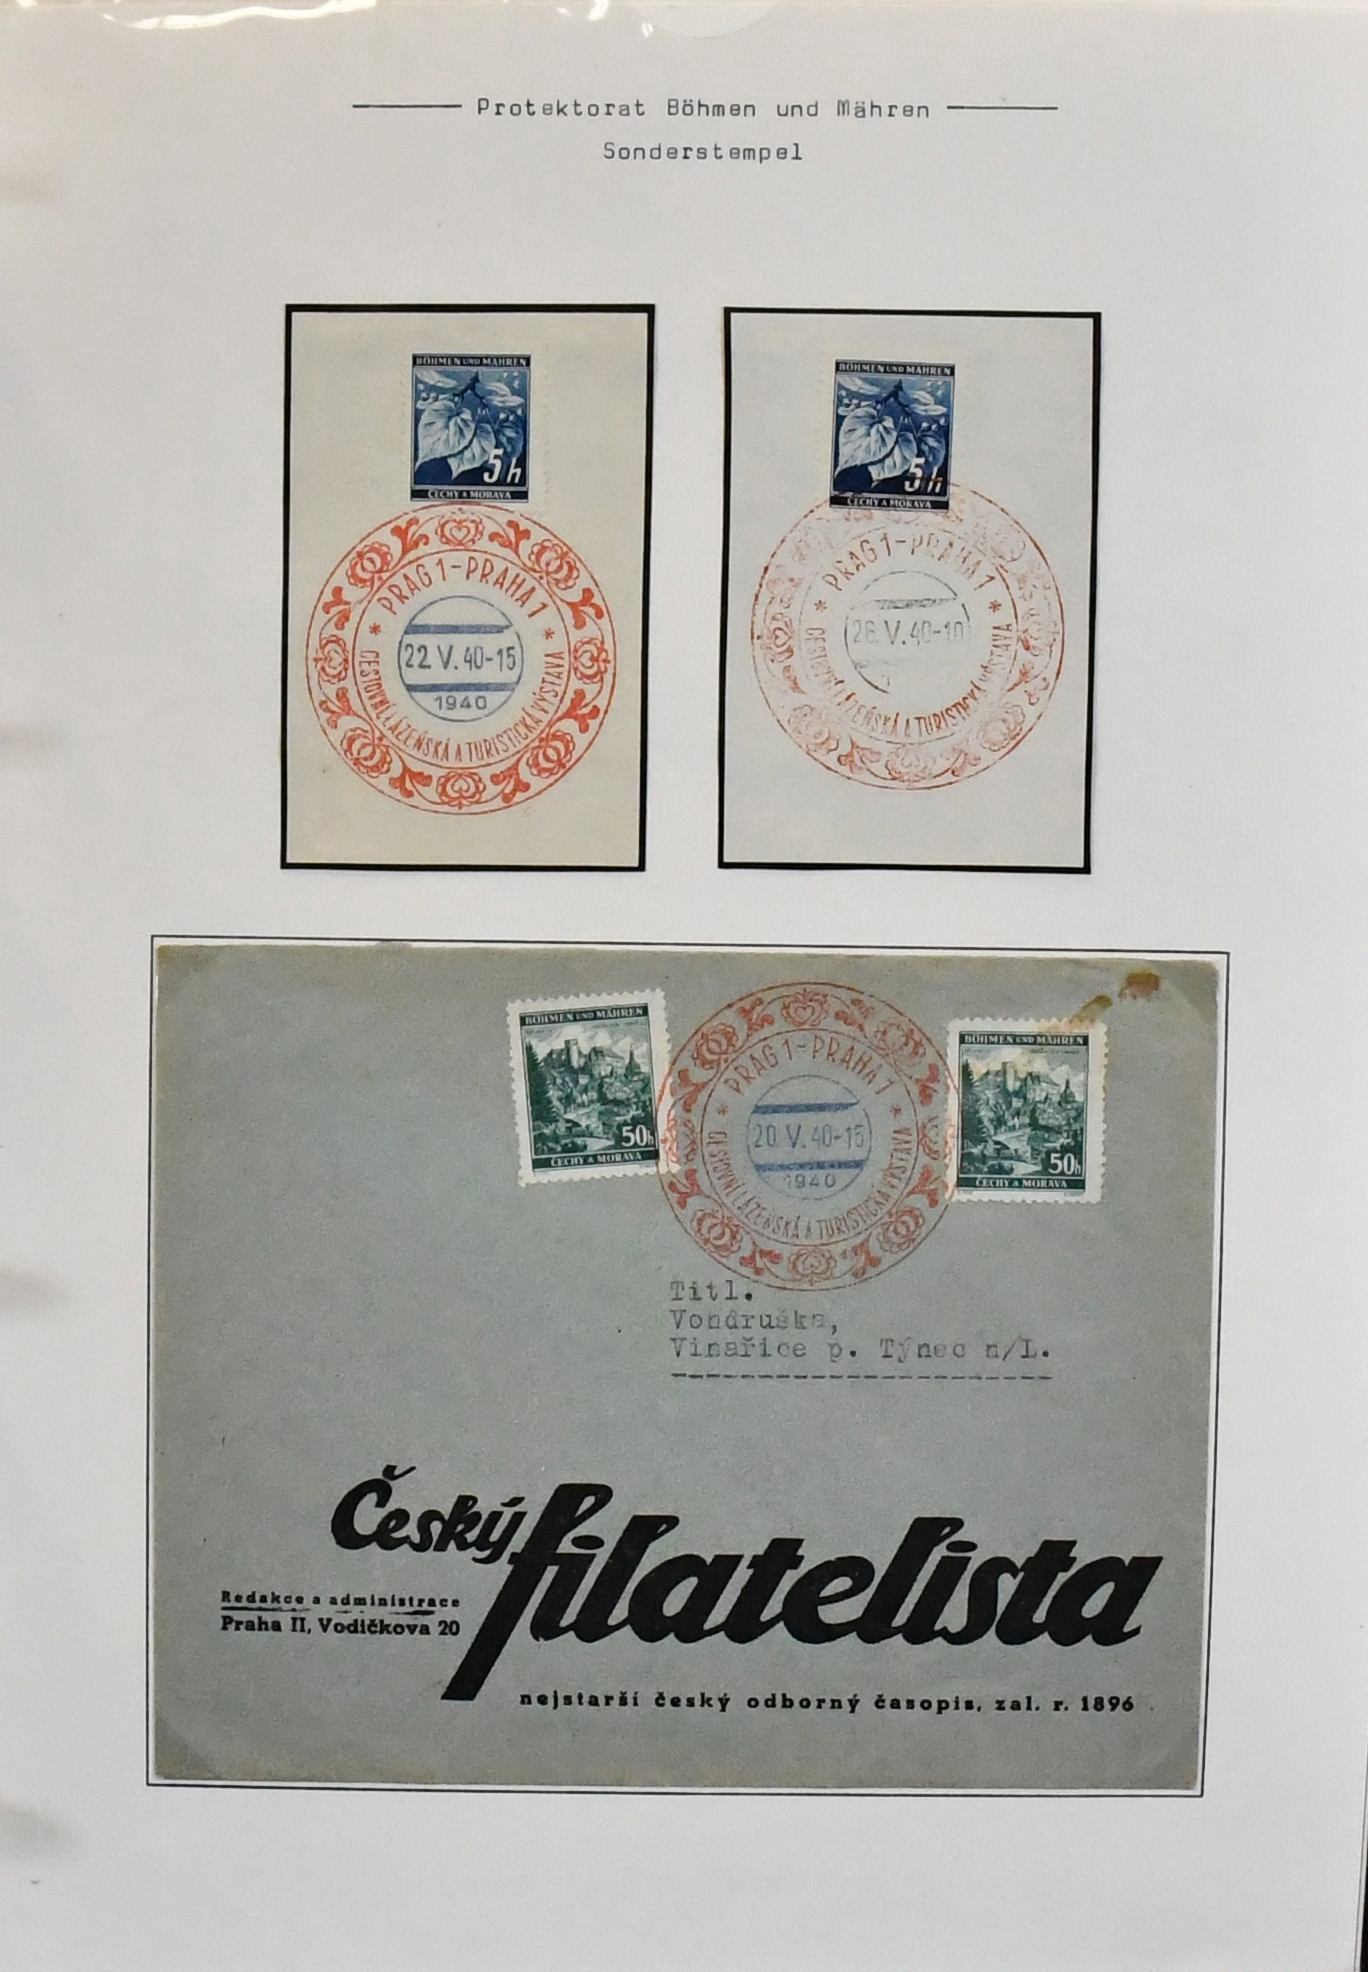 Protektorat Böhmen und Mähren
Sonderstempel
BÖHMEN UND MÄHREN
5 h
ČECHY A MORAVA
PRAG 1-PRAHA 1
22.V.40-15
1940
* CESTOVNÍ LÁZEŇSKÁ A TURISTICKÁ VÝSTAVA *
BÖHMEN UND MÄHREN
5 h
ČECHY A MORAVA
PRAG 1-PRAHA 1
26.V.40-10
* CESTOVNÍ LÁZEŇSKÁ A TURISTICKÁ VÝSTAVA *
BÖHMEN UND MÄHREN
50h
ČECHY A MORAVA
PRAG 1-PRAHA 1
20.V.40-15
1940
* CESTOVNÍ LÁZEŇSKÁ A TURISTICKÁ VÝSTAVA *
BÖHMEN UND MÄHREN
50h
ČECHY A MORAVA
Titl.
Vondruška,
Vinařice p. Týnec n/L.
Český filatelista
Redakce a administrace
Praha II, Vodičkova 20
nejstarší český odborný časopis, zal. r. 1896